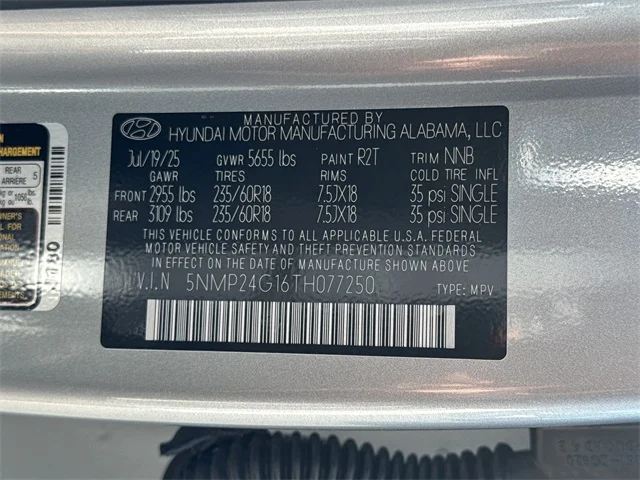 MANUFACTURED BY
HYUNDAI MOTOR MANUFACTURING ALABAMA, LLC
Jul/19/25 GVWR 5655 lbs PAINT R2T TRIM NNB
GAWR TIRES RIMS COLD TIRE INFL
FRONT 2955 lbs 235/60R18 7.5JX18 35 psi SINGLE
REAR 3109 lbs 235/60R18 7.5JX18 35 psi SINGLE
THIS VEHICLE CONFORMS TO ALL APPLICABLE U.S.A. FEDERAL
MOTOR VEHICLE SAFETY AND THEFT PREVENTION STANDARDS
IN EFFECT ON THE DATE OF MANUFACTURE SHOWN ABOVE
V.I.N 5NMP24G16TH077250 TYPE: MPV
REAR
ARRIÈRE 5